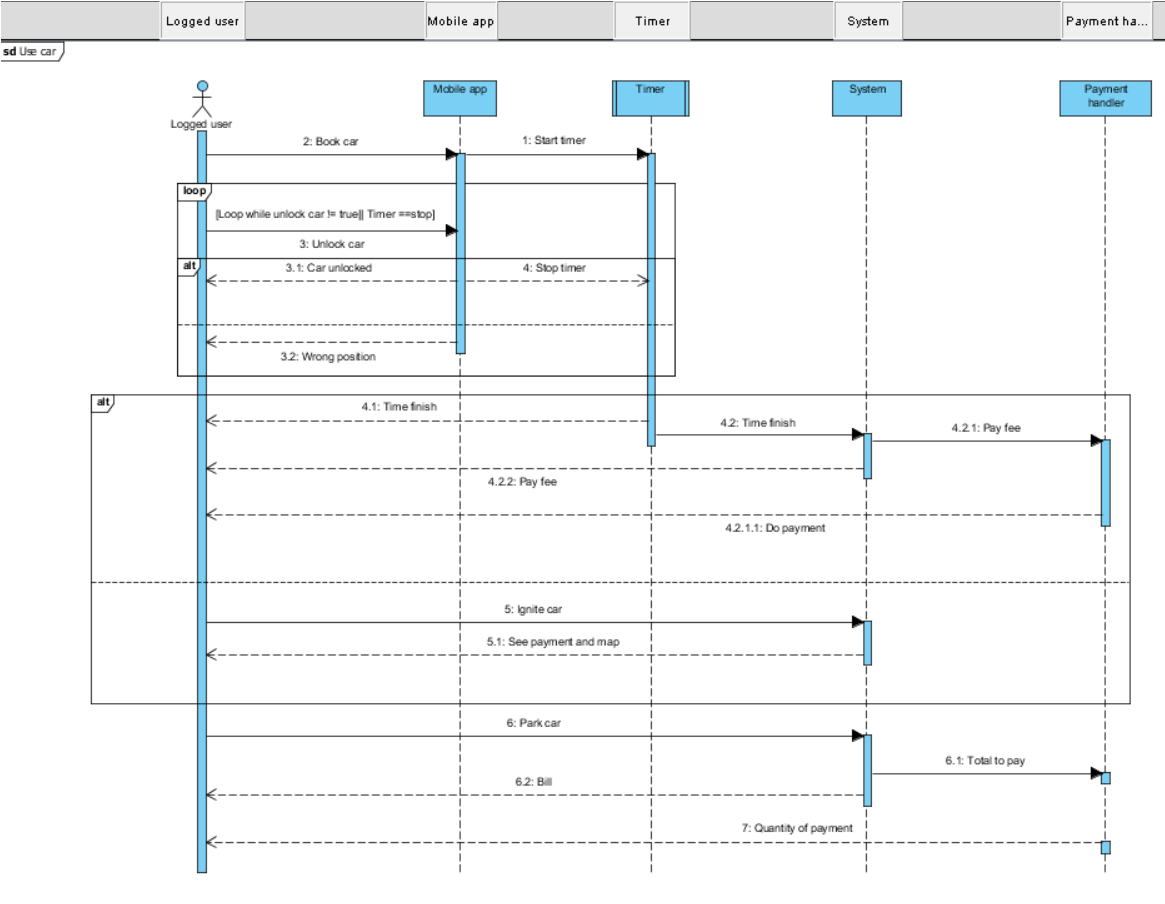 Logged user
Mobile app
Timer
System
Payment ha...
sd Use car
Logged user
Mobile app
Timer
System
Payment
handler
2: Book car
1: Start timer
loop
[Loop while unlock car != true|| Timer ==stop]
3: Unlock car
alt
3.1: Car unlocked
4: Stop timer
3.2: Wrong position
alt
4.1: Time finish
4.2: Time finish
4.2.1: Pay fee
4.2.2: Pay fee
4.2.1.1: Do payment
5: Ignite car
5.1: See payment and map
6: Park car
6.1: Total to pay
6.2: Bill
7: Quantity of payment